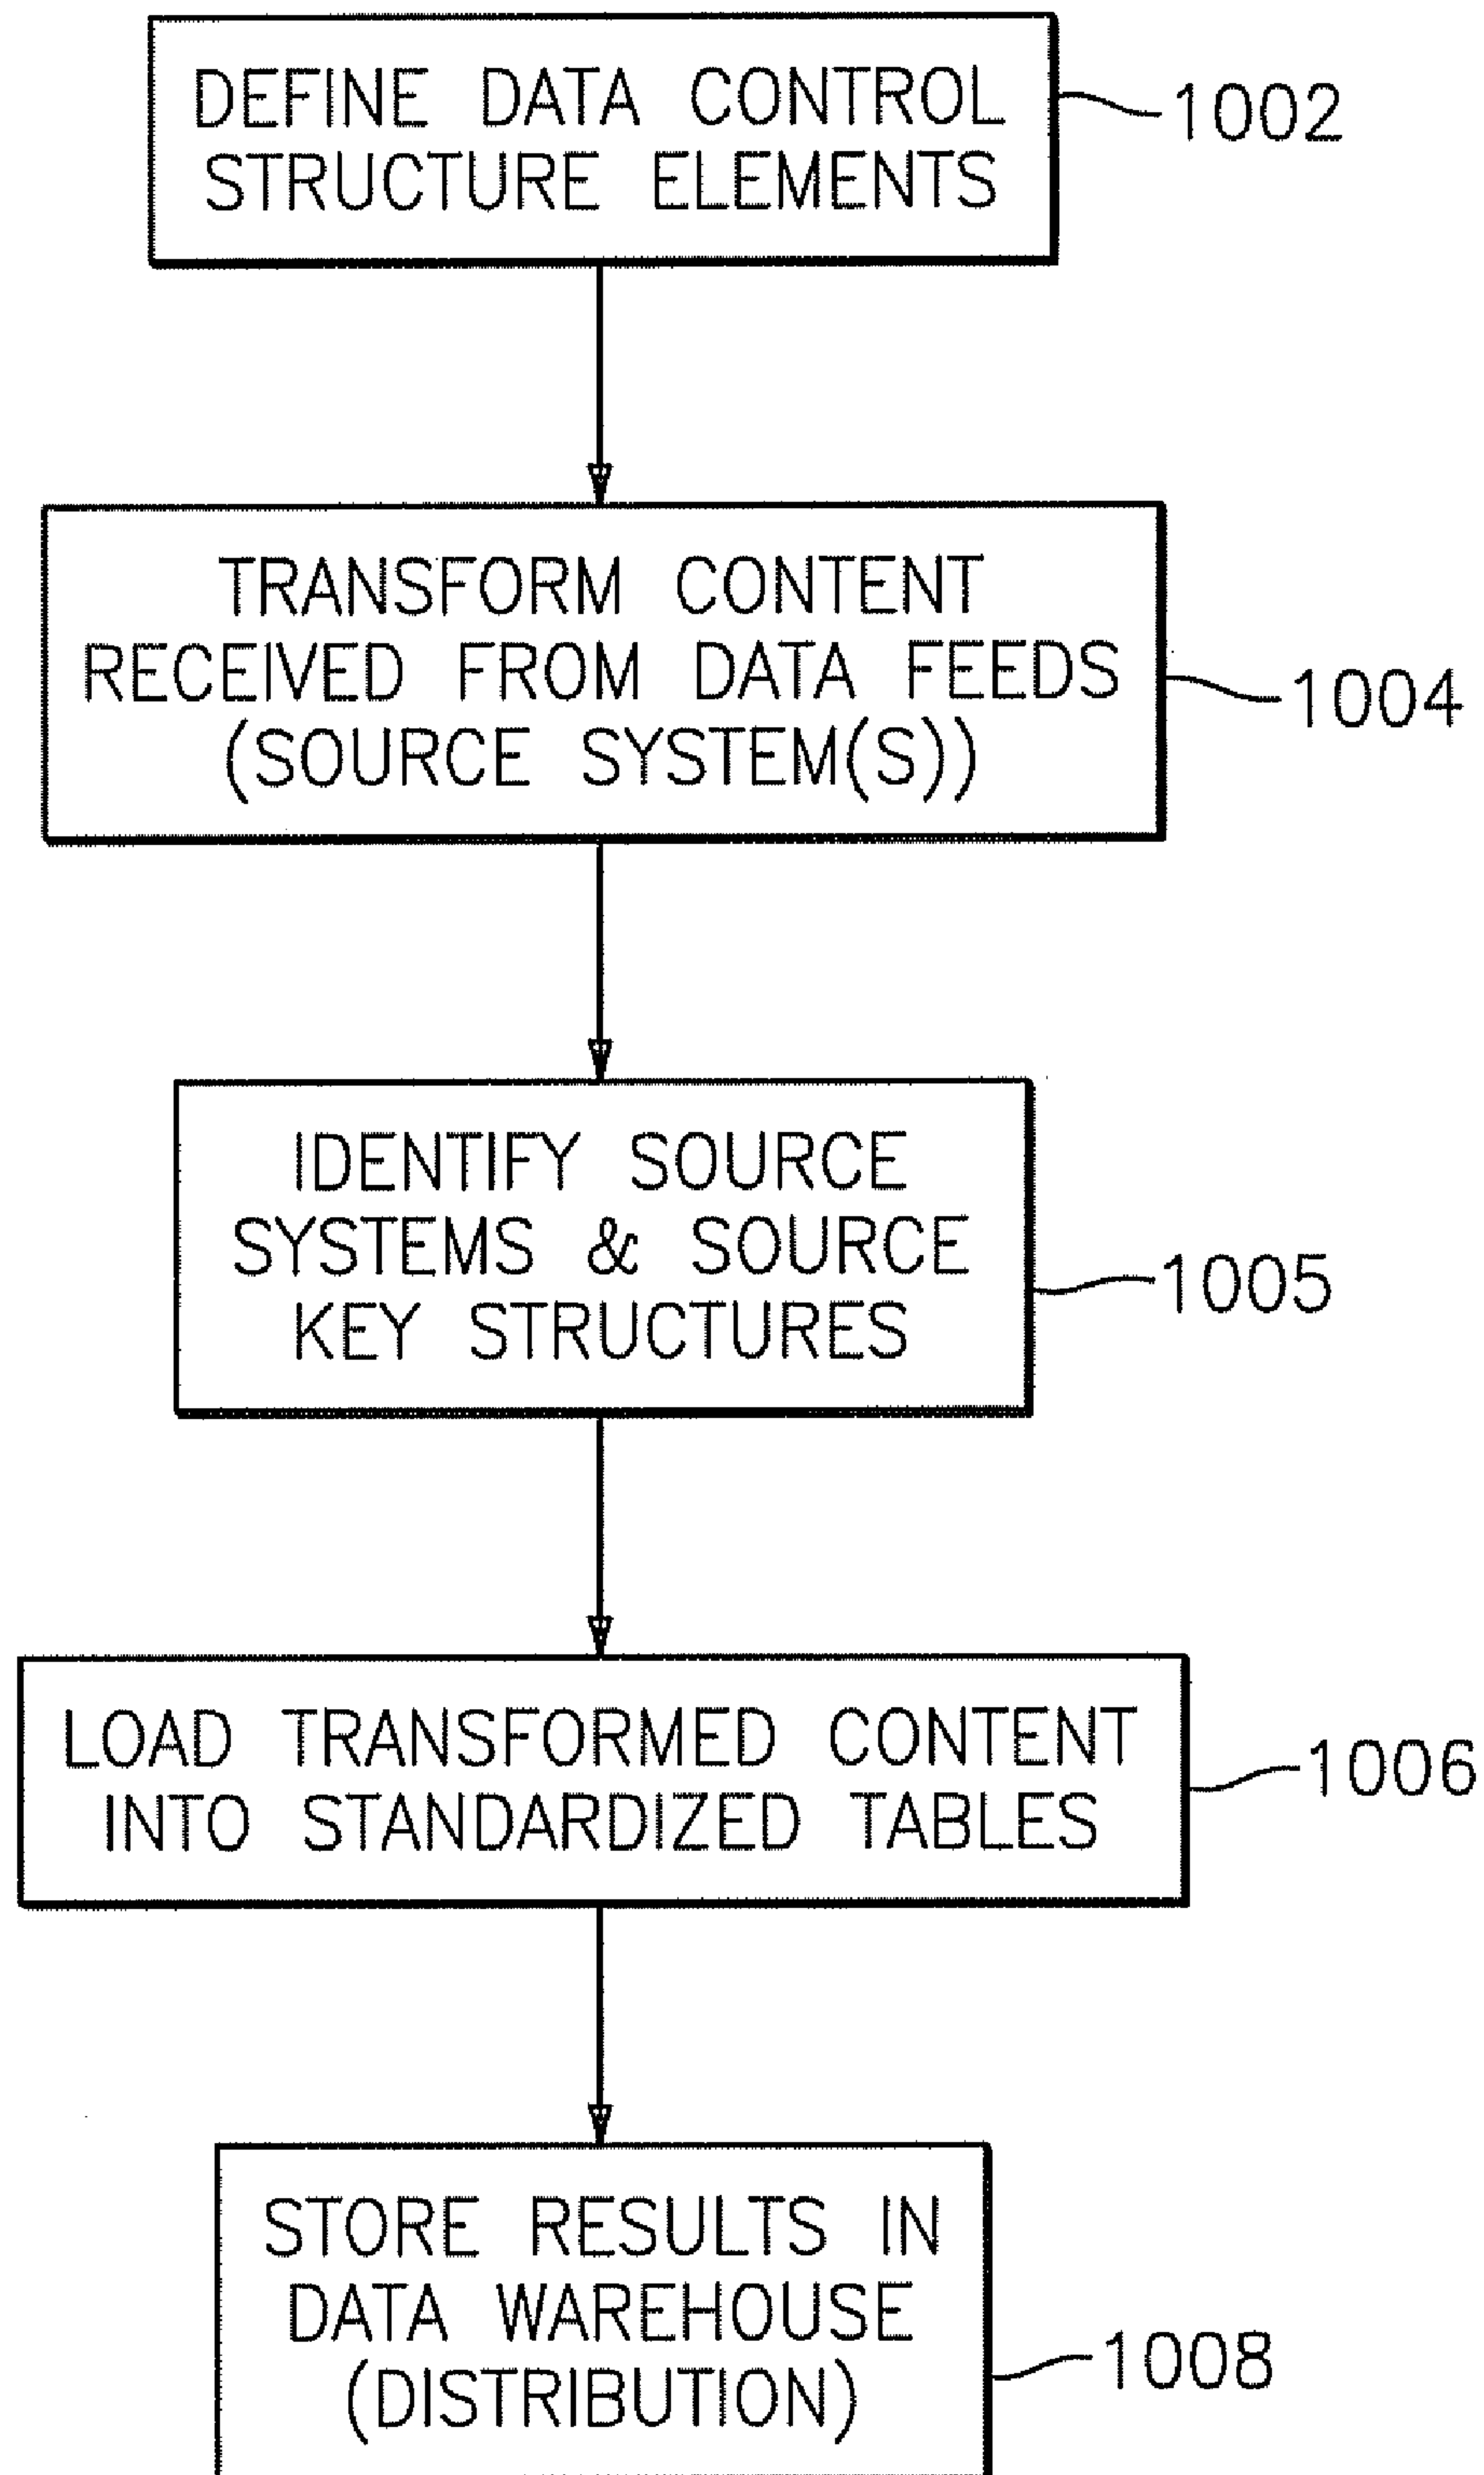 DEFINE DATA CONTROL
STRUCTURE ELEMENTS
1002
TRANSFORM CONTENT
RECEIVED FROM DATA FEEDS
(SOURCE SYSTEM(S))
1004
IDENTIFY SOURCE
SYSTEMS & SOURCE
KEY STRUCTURES
1005
LOAD TRANSFORMED CONTENT
INTO STANDARDIZED TABLES
1006
STORE RESULTS IN
DATA WAREHOUSE
(DISTRIBUTION)
1008